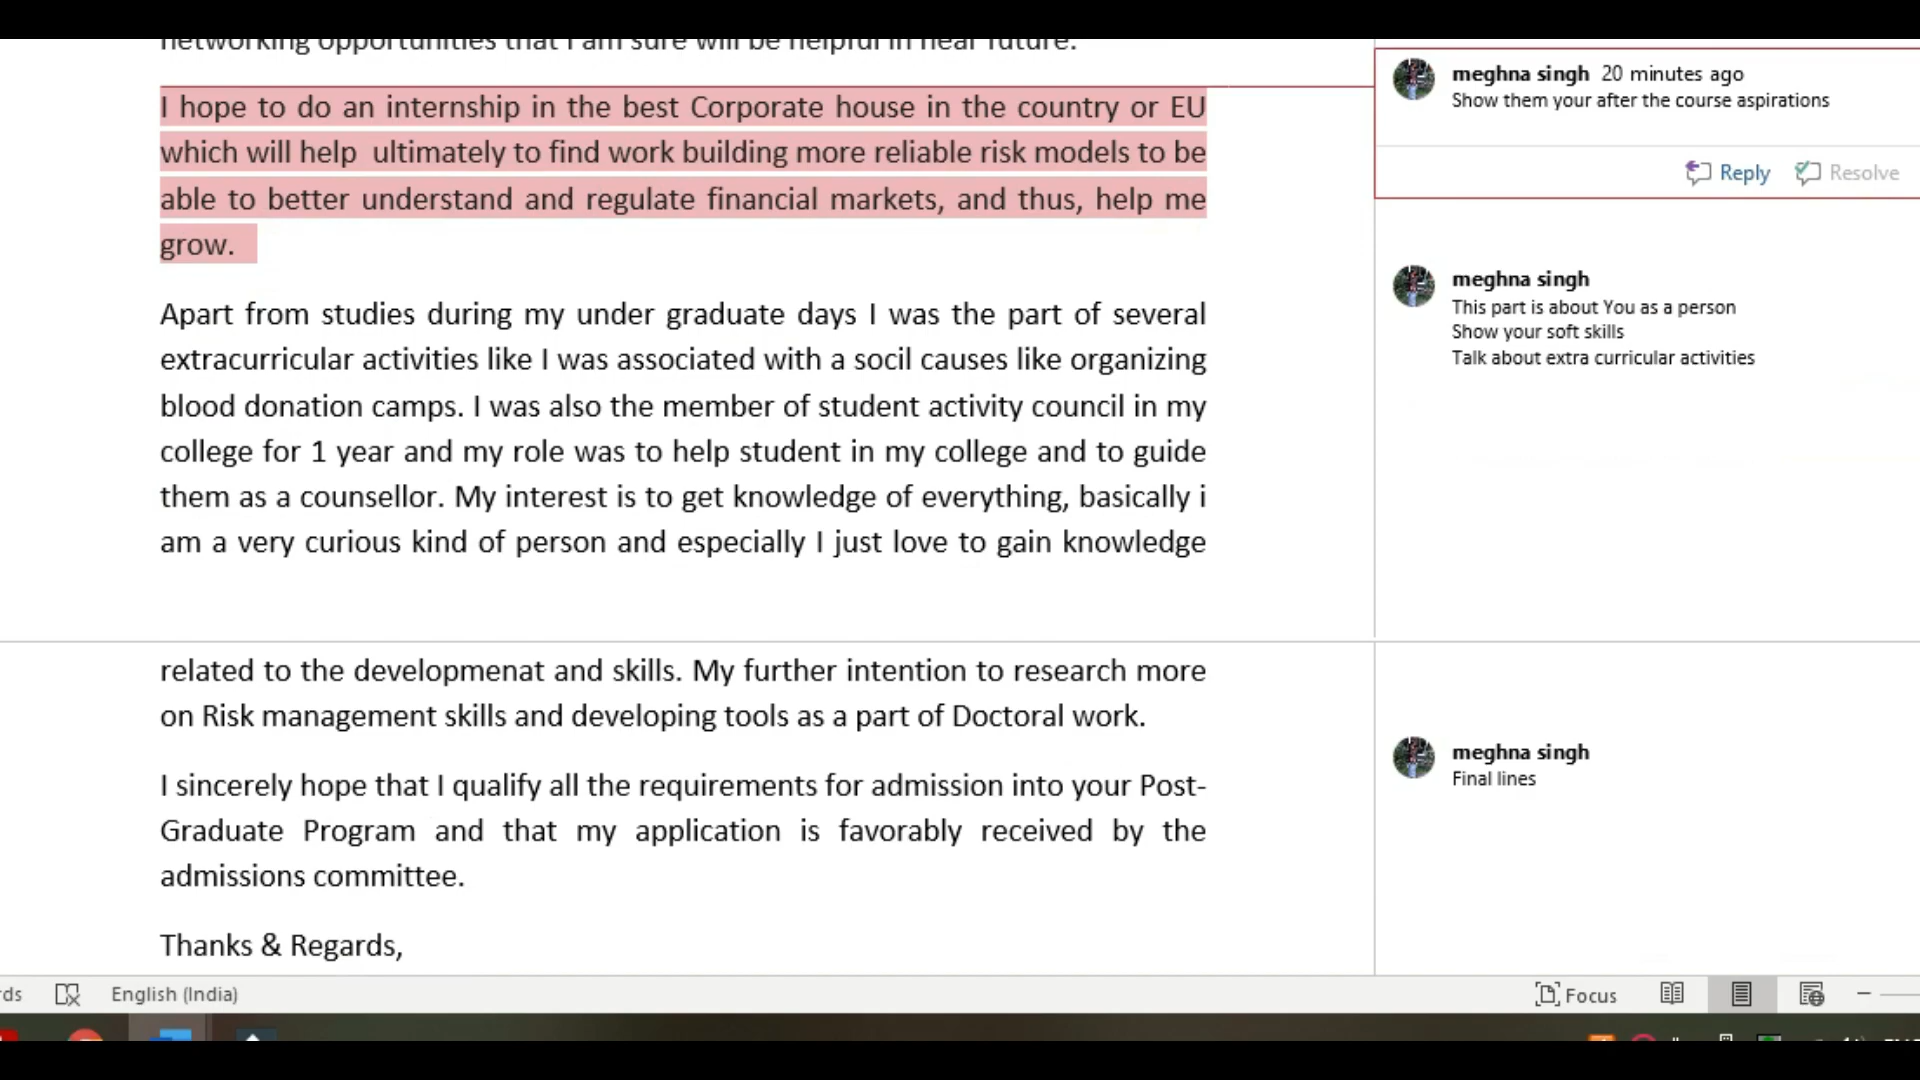 networking opportunities that I am sure will be helpful in near future.
I hope to do an internship in the best Corporate house in the country or EU
which will help  ultimately to find work building more reliable risk models to be
able to better understand and regulate financial markets, and thus, help me
grow.
Apart from studies during my under graduate days I was the part of several
extracurricular activities like I was associated with a socil causes like organizing
blood donation camps. I was also the member of student activity council in my
college for 1 year and my role was to help student in my college and to guide
them as a counsellor. My interest is to get knowledge of everything, basically i
am a very curious kind of person and especially I just love to gain knowledge
related to the developmenat and skills. My further intention to research more
on Risk management skills and developing tools as a part of Doctoral work.
I sincerely hope that I qualify all the requirements for admission into your Post-
Graduate Program and that my application is favorably received by the
admissions committee.
Thanks & Regards,
meghna singh 20 minutes ago
Show them your after the course aspirations
Reply Resolve
meghna singh
This part is about You as a person
Show your soft skills
Talk about extra curricular activities
meghna singh
Final lines
English (India)
Focus